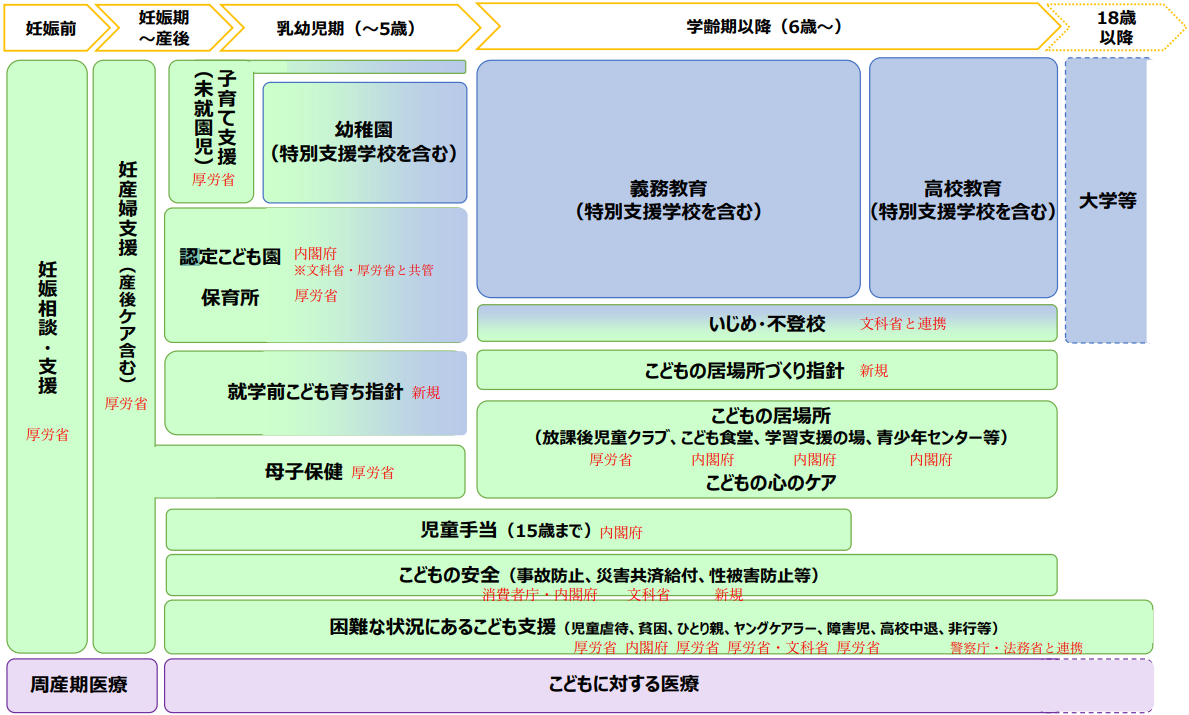 妊娠前
妊娠期
～産後
乳幼児期（～5歳）
学齢期以降（6歳～）
18歳
以降
妊娠相談・支援
厚労省
妊産婦支援（産後ケア含む）
厚労省
子育て支援
（未就園児）
厚労省
幼稚園
（特別支援学校を含む）
認定こども園 内閣府
※文科省・厚労省と共管
保育所 厚労省
就学前こども育ち指針 新規
母子保健 厚労省
義務教育
（特別支援学校を含む）
高校教育
（特別支援学校を含む）
大学等
いじめ・不登校 文科省と連携
こどもの居場所づくり指針 新規
こどもの居場所
（放課後児童クラブ、こども食堂、学習支援の場、青少年センター等）
厚労省 内閣府 内閣府 内閣府
こどもの心のケア
児童手当（15歳まで） 内閣府
こどもの安全（事故防止、災害共済給付、性被害防止等）
消費者庁・内閣府 文科省 新規
困難な状況にあるこども支援（児童虐待、貧困、ひとり親、ヤングケアラー、障害児、高校中退、非行等）
厚労省 内閣府 厚労省 厚労省・文科省 厚労省 警察庁・法務省と連携
周産期医療
こどもに対する医療